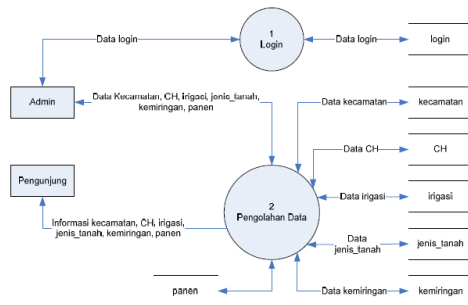 1
Login
Data login
Data login
login
Admin
Data Kecamatan, CH, irigasi, jenis_tanah,
kemiringan, panen
Data kecamatan
kecamatan
Data CH
CH
Pengunjung
2
Pengolahan Data
Data irigasi
irigasi
Informasi kecamatan, CH, irigasi,
jenis_tanah, kemiringan, panen
Data
jenis_tanah
jenis_tanah
panen
Data kemiringan
kemiringan